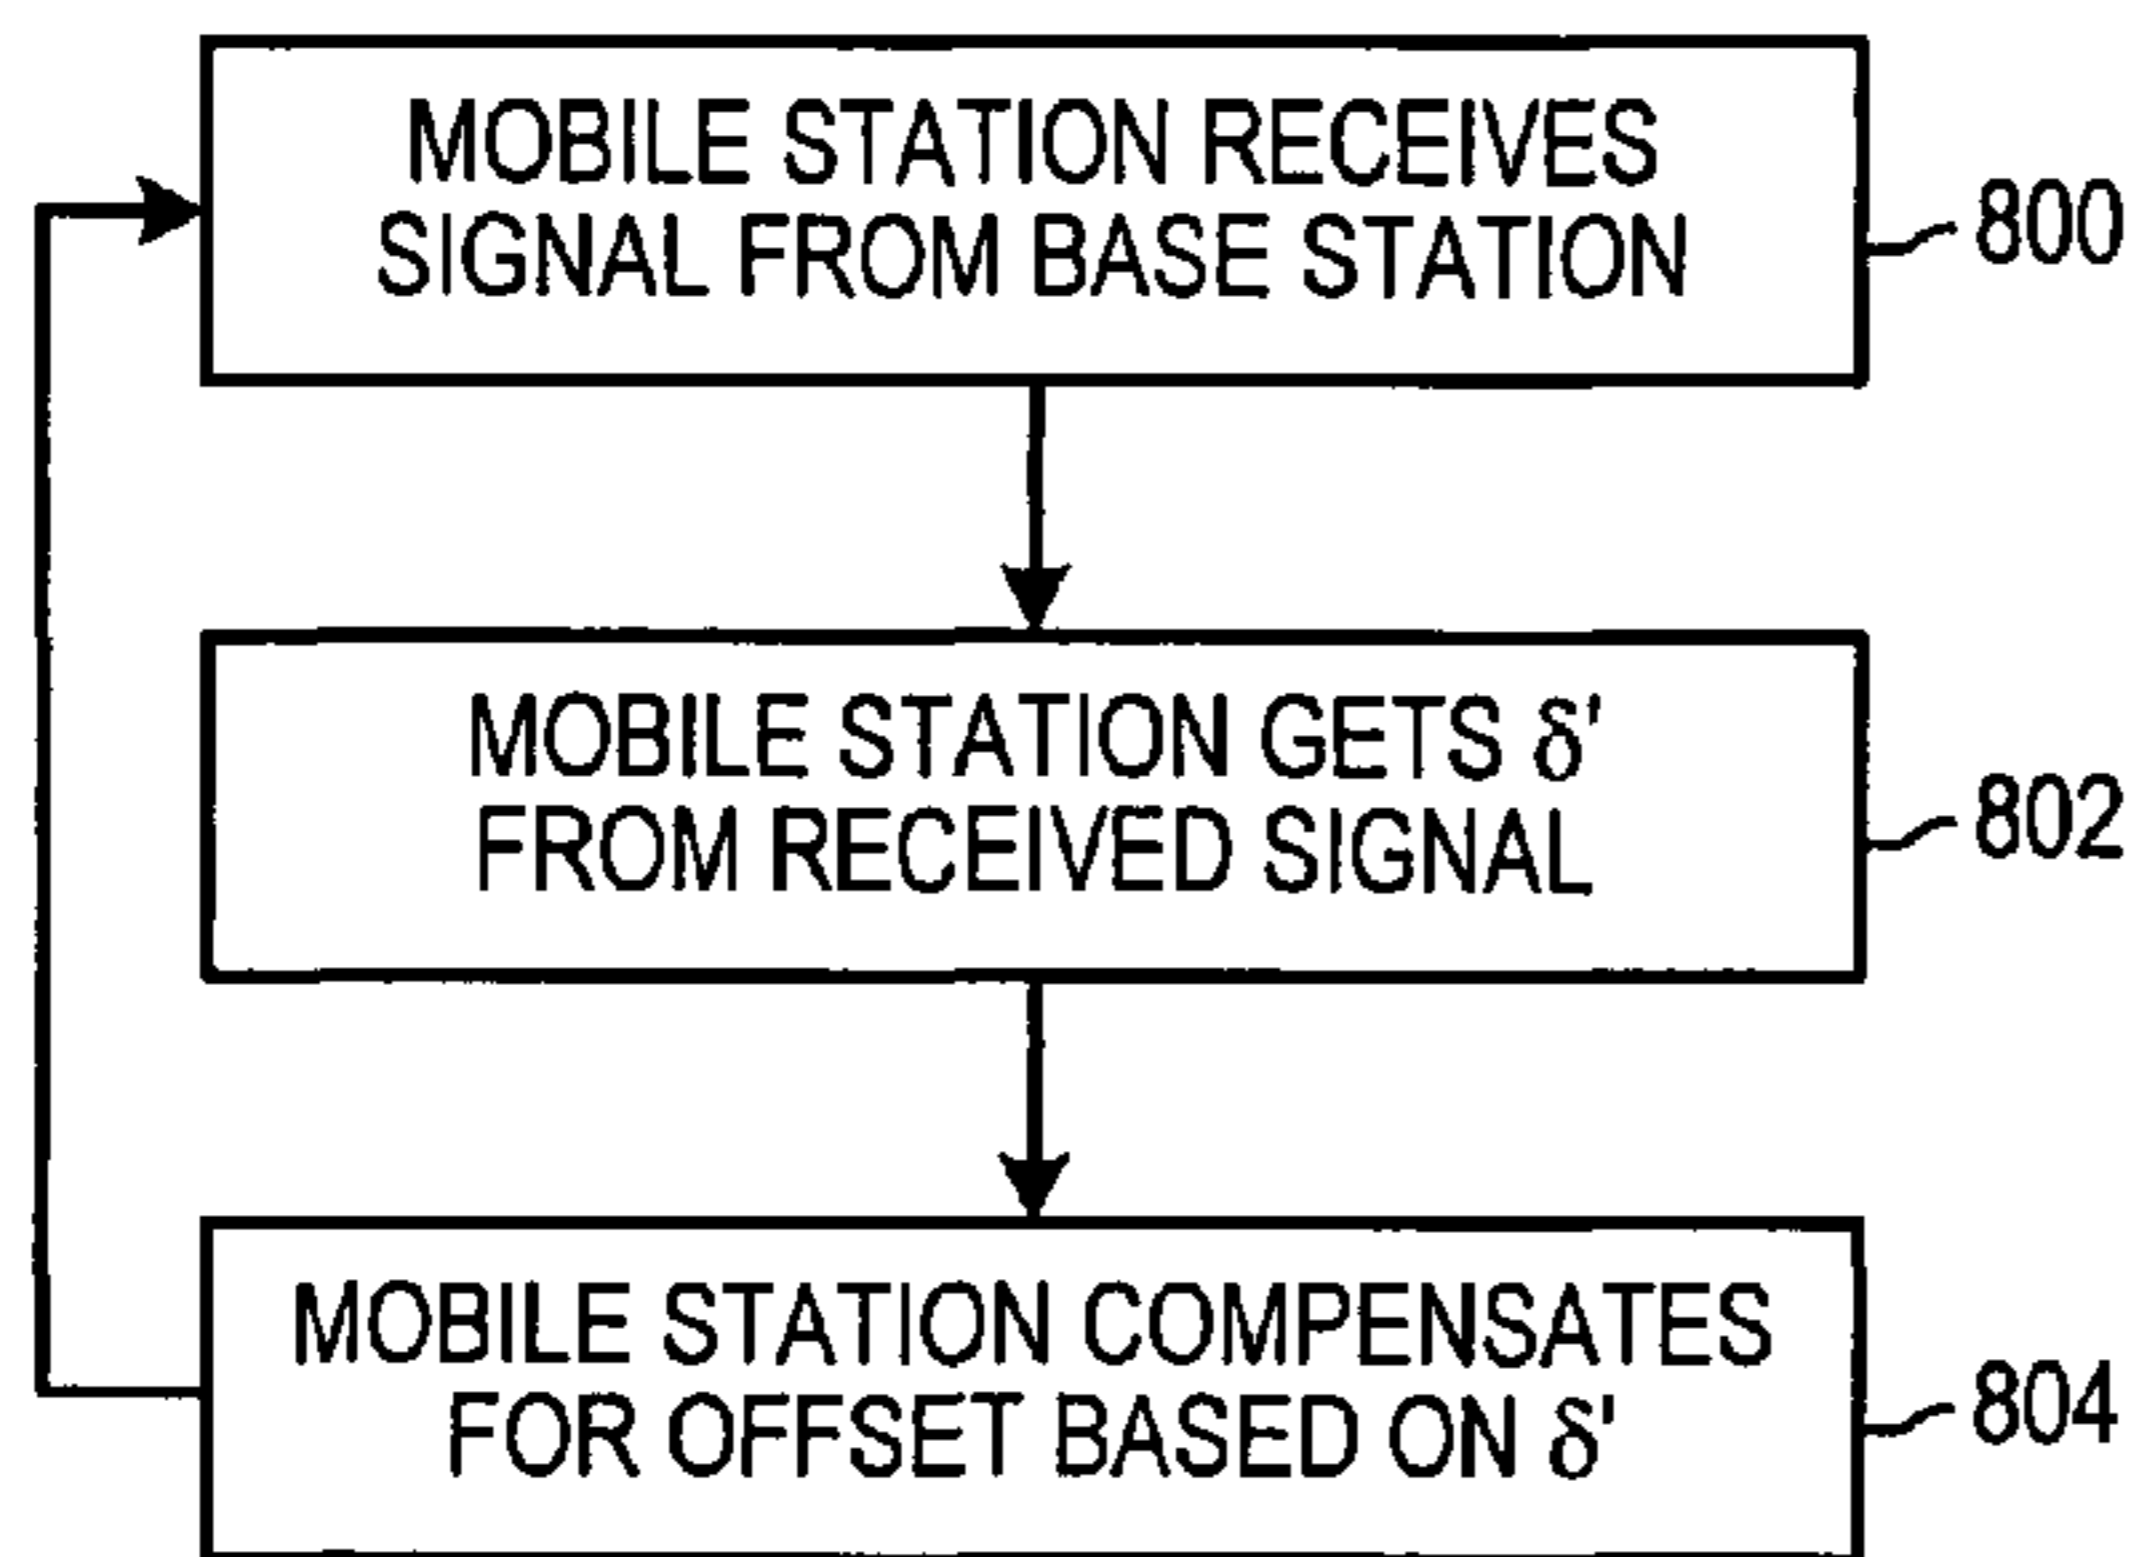 MOBILE STATION RECEIVES
SIGNAL FROM BASE STATION
800
MOBILE STATION GETS δ'
FROM RECEIVED SIGNAL
802
MOBILE STATION COMPENSATES
FOR OFFSET BASED ON δ'
804